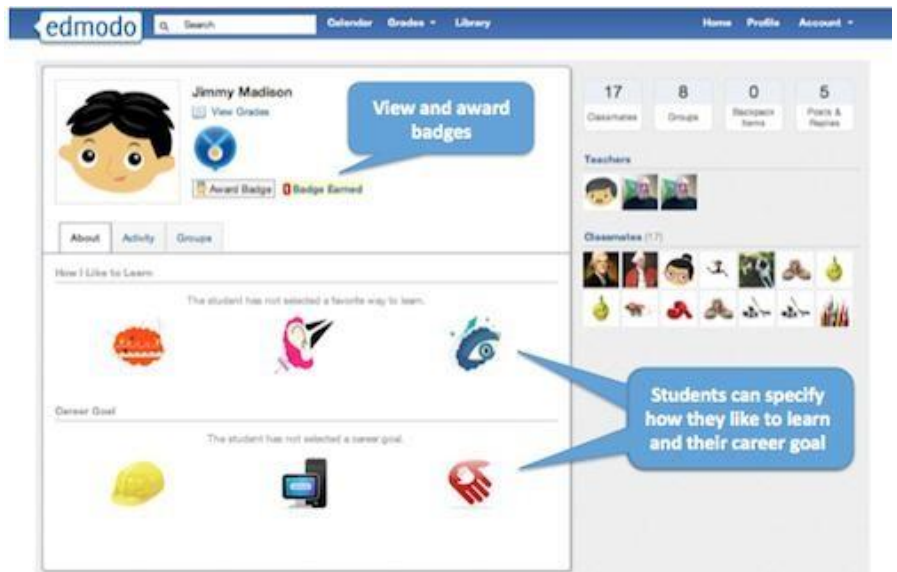 edmodo
Search
Calendar Grades Library
Home Profile Account
Jimmy Madison
View Grades
Award Badge 0 Badge Earned
View and award
badges
About Activity Groups
How I Like to Learn
The student has not selected a favorite way to learn.
Career Goal
The student has not selected a career goal.
17 8 0 5
Classmates Groups Backpack Items Posts & Replies
Teachers
Classmates (17)
Students can specify
how they like to learn
and their career goal